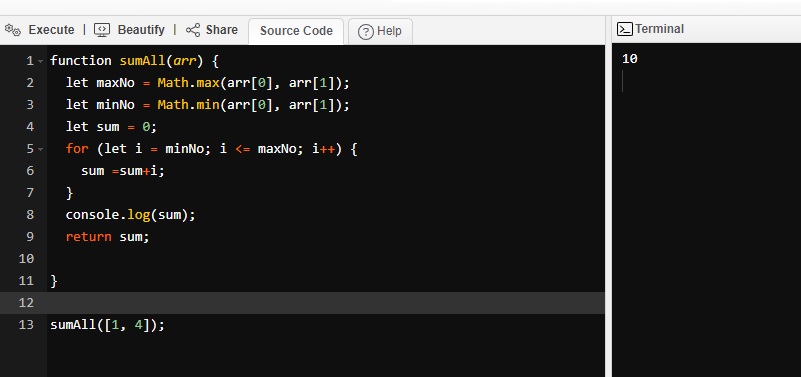 Execute | Beautify | Share Source Code Help
Terminal
1 function sumAll(arr) {
2 let maxNo = Math.max(arr[0], arr[1]);
3 let minNo = Math.min(arr[0], arr[1]);
4 let sum = 0;
5 for (let i = minNo; i <= maxNo; i++) {
6 sum =sum+i;
7 }
8 console.log(sum);
9 return sum;
10
11 }
12
13 sumAll([1, 4]);
10